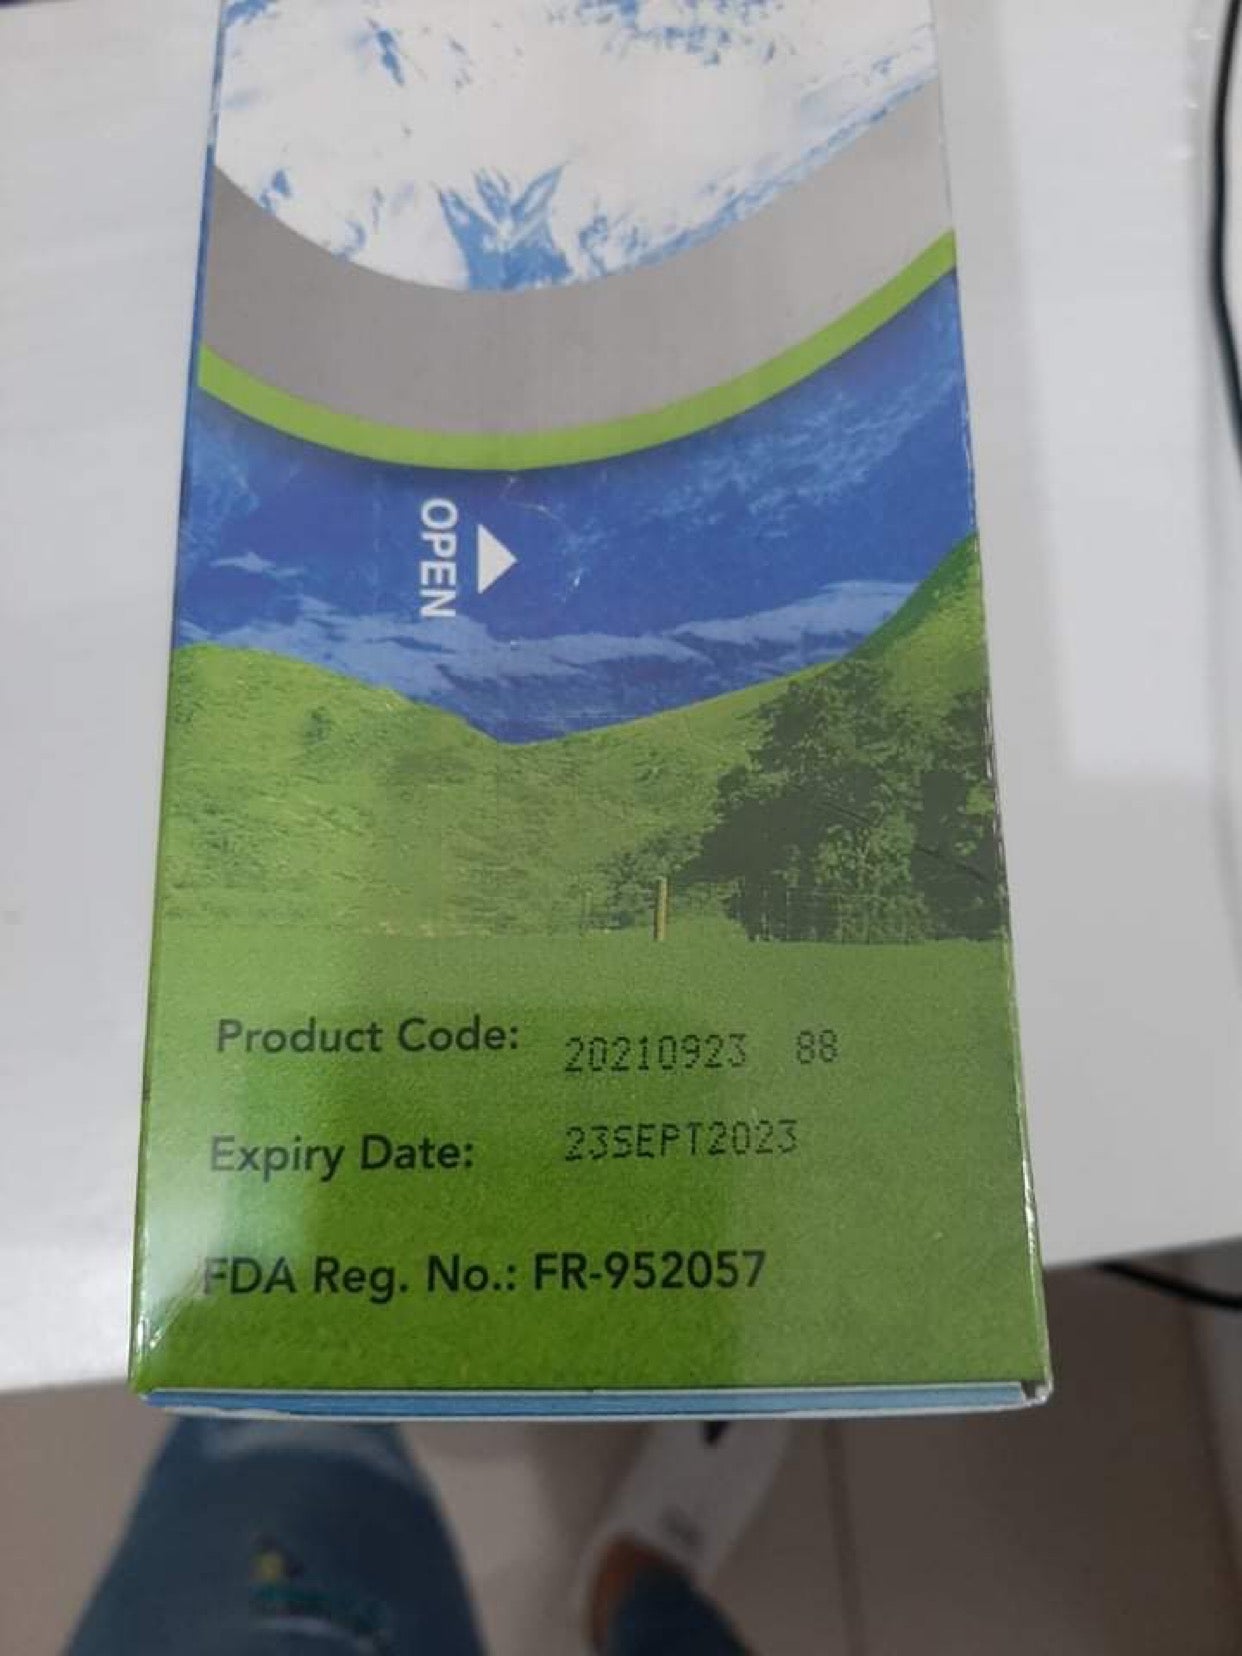 OPEN
Product Code: 20210923 88
Expiry Date: 23SEPT2023
FDA Reg. No.: FR-952057